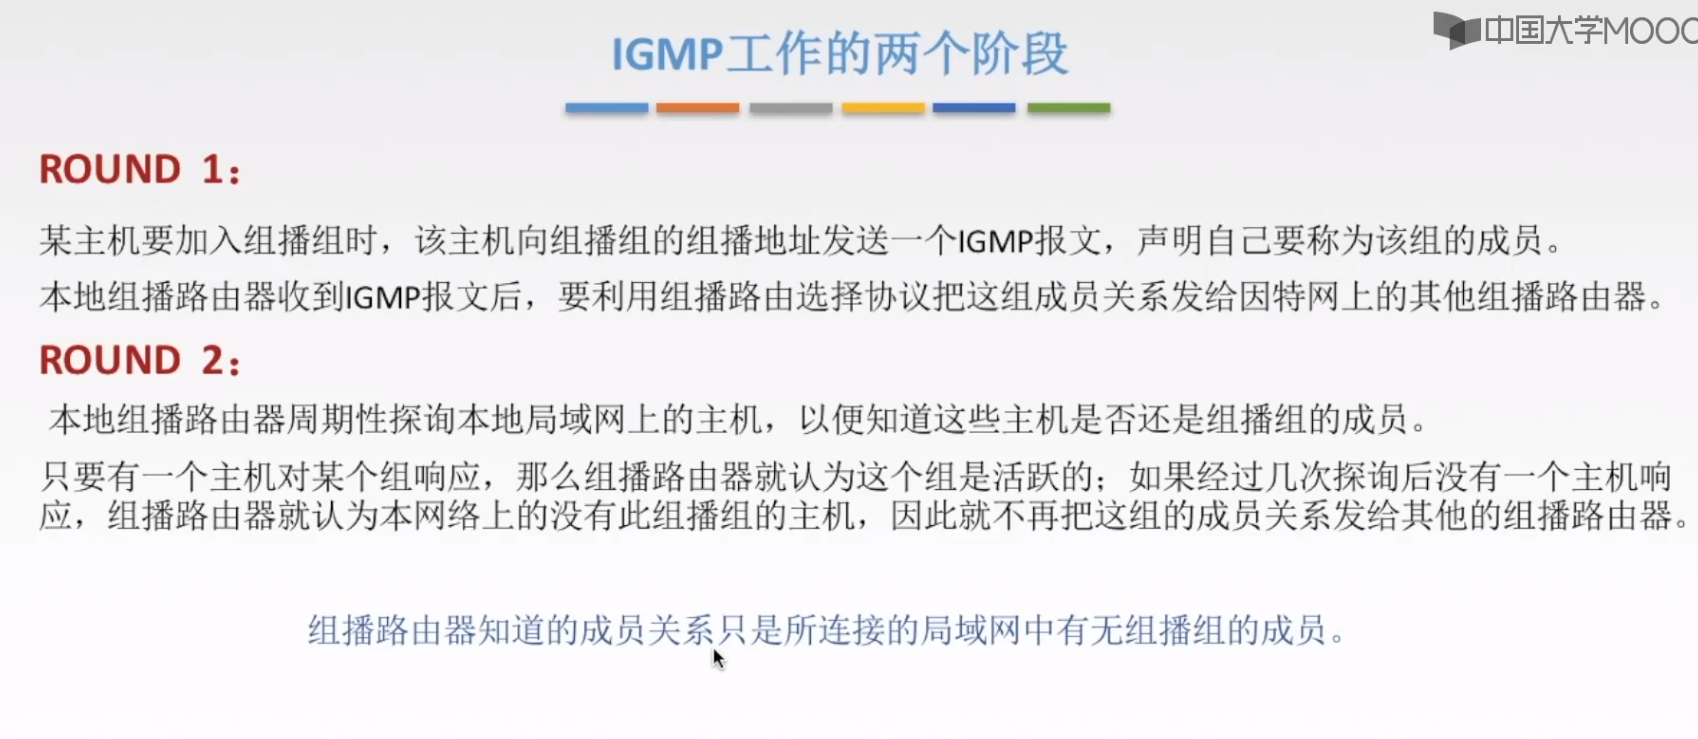 中国大学MOOC
IGMP工作的两个阶段
ROUND 1：
某主机要加入组播组时，该主机向组播组的组播地址发送一个IGMP报文，声明自己要称为该组的成员。
本地组播路由器收到IGMP报文后，要利用组播路由选择协议把这组成员关系发给因特网上的其他组播路由器。
ROUND 2：
本地组播路由器周期性探询本地局域网上的主机，以便知道这些主机是否还是组播组的成员。
只要有一个主机对某个组响应，那么组播路由器就认为这个组是活跃的；如果经过几次探询后没有一个主机响
应，组播路由器就认为本网络上的没有此组播组的主机，因此就不再把这组的成员关系发给其他的组播路由器。
组播路由器知道的成员关系只是所连接的局域网中有无组播组的成员。